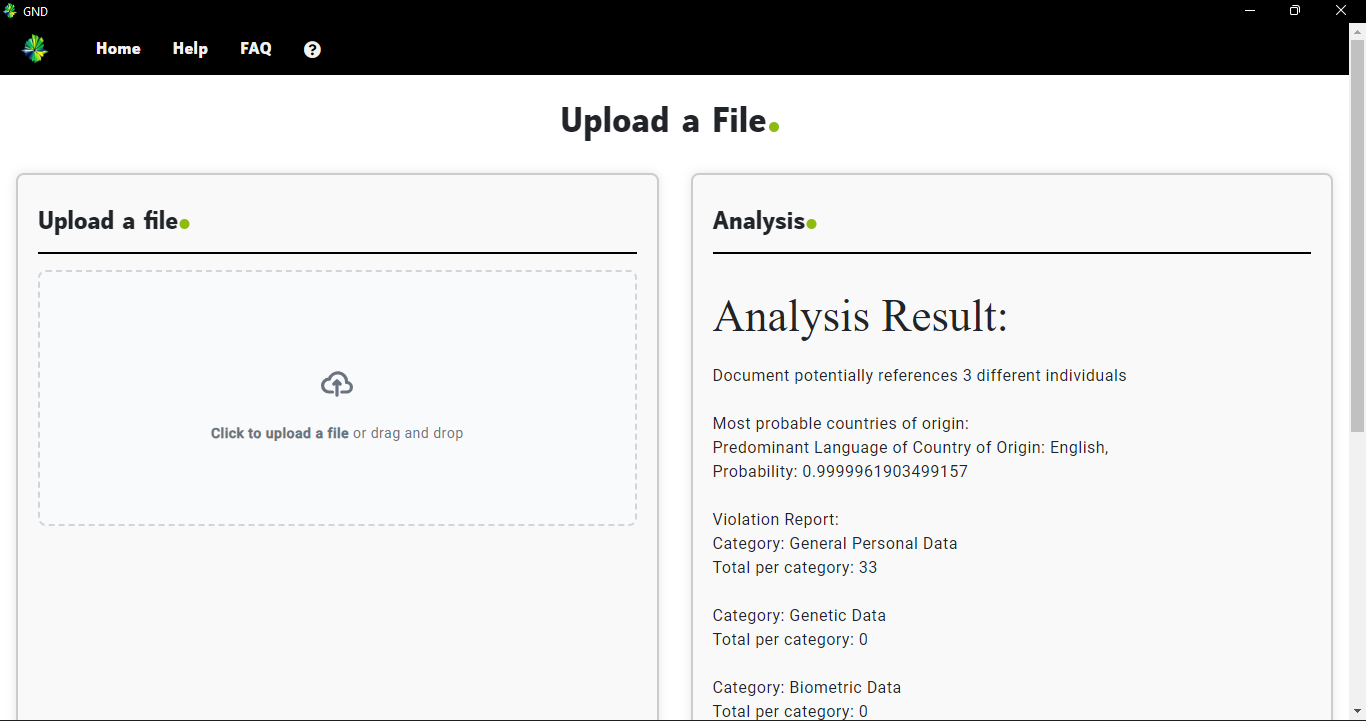 GND
Home Help FAQ ?
Upload a File.
Upload a file.
Click to upload a file or drag and drop
Analysis.
Analysis Result:
Document potentially references 3 different individuals
Most probable countries of origin:
Predominant Language of Country of Origin: English,
Probability: 0.9999961903499157
Violation Report:
Category: General Personal Data
Total per category: 33
Category: Genetic Data
Total per category: 0
Category: Biometric Data
Total per category: 0